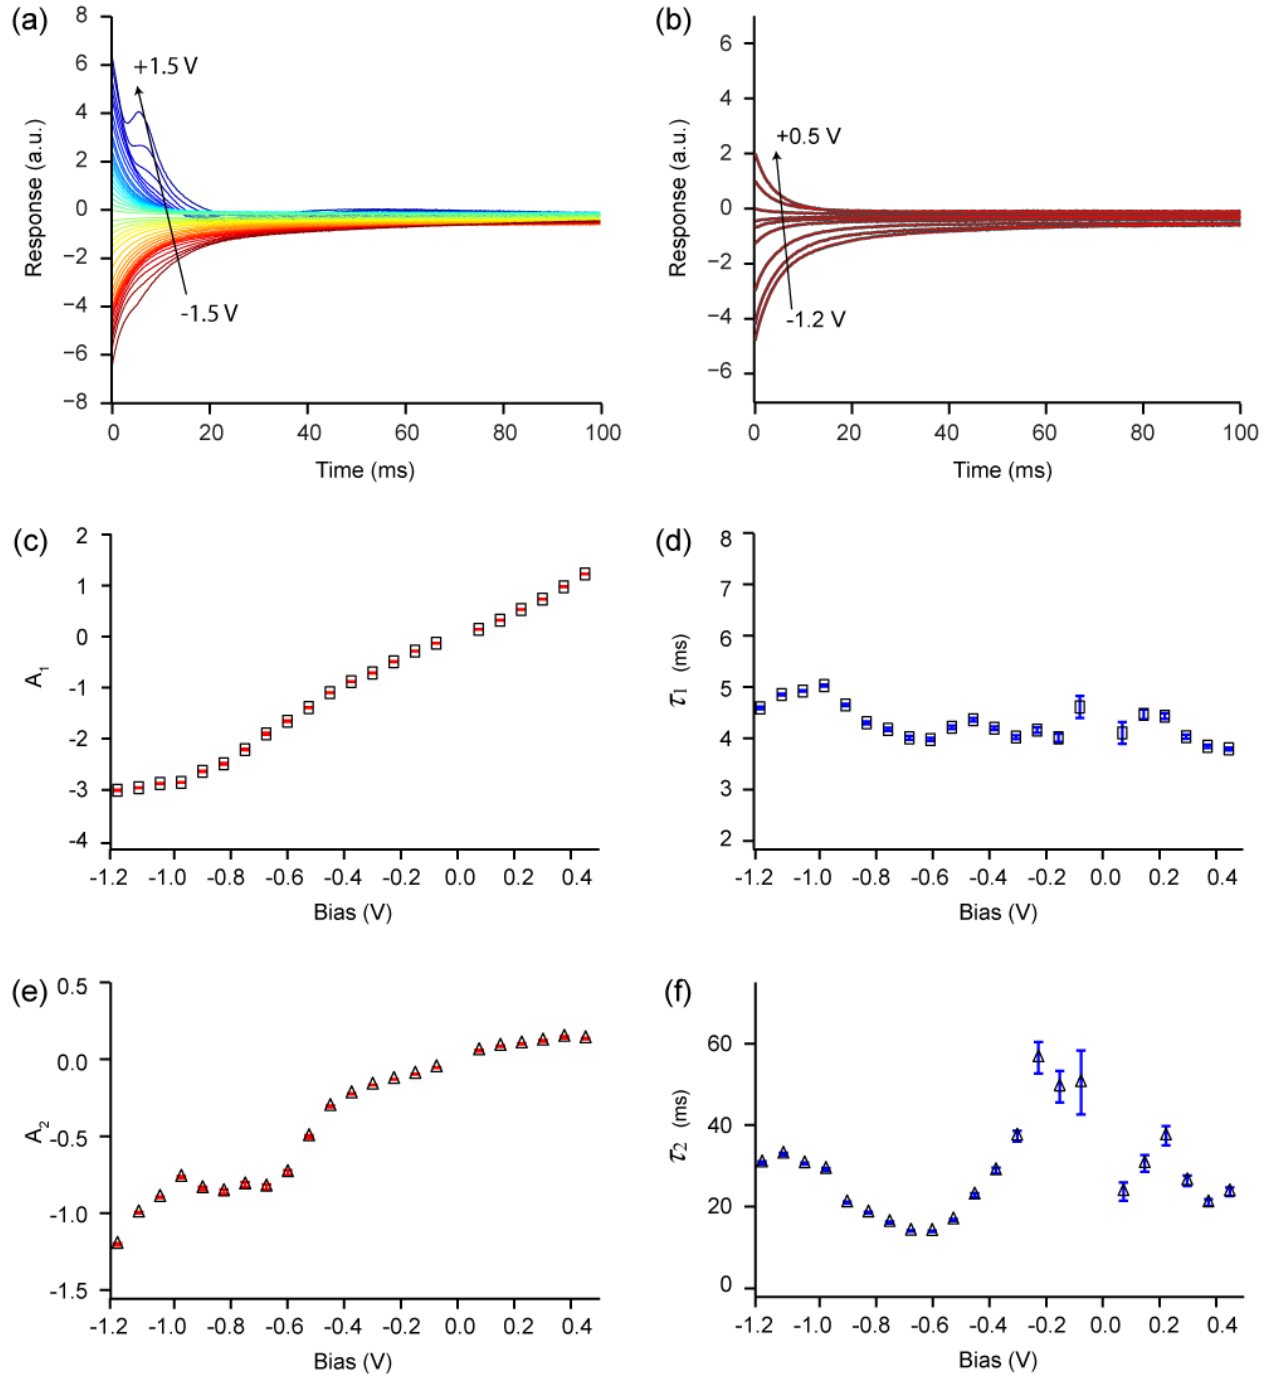 (a)
8
6
4
2
0
−2
−4
−6
−8
Response (a.u.)
+1.5 V
-1.5 V
0 20 40 60 80 100
Time (ms)
(b)
6
4
2
0
−2
−4
−6
Response (a.u.)
+0.5 V
-1.2 V
0 20 40 60 80 100
Time (ms)
(c)
2
1
0
-1
-2
-3
-4
A1
-1.2 -1.0 -0.8 -0.6 -0.4 -0.2 0.0 0.2 0.4
Bias (V)
(d)
8
7
6
5
4
3
2
τ1 (ms)
-1.2 -1.0 -0.8 -0.6 -0.4 -0.2 0.0 0.2 0.4
Bias (V)
(e)
0.5
0.0
-0.5
-1.0
-1.5
A2
-1.2 -1.0 -0.8 -0.6 -0.4 -0.2 0.0 0.2 0.4
Bias (V)
(f)
60
40
20
0
τ2 (ms)
-1.2 -1.0 -0.8 -0.6 -0.4 -0.2 0.0 0.2 0.4
Bias (V)